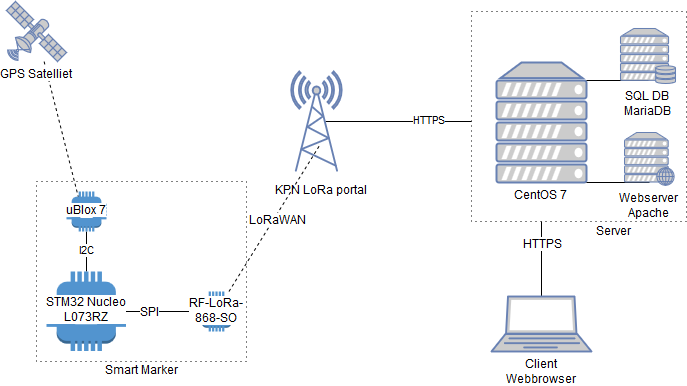 GPS Satelliet
SQL DB
MariaDB
HTTPS
KPN LoRa portal
CentOS 7
Webserver
Apache
uBlox 7
LoRaWAN
Server
I2C
HTTPS
STM32 Nucleo
L073RZ
SPI
RF-LoRa-
868-SO
Smart Marker
Client
Webbrowser